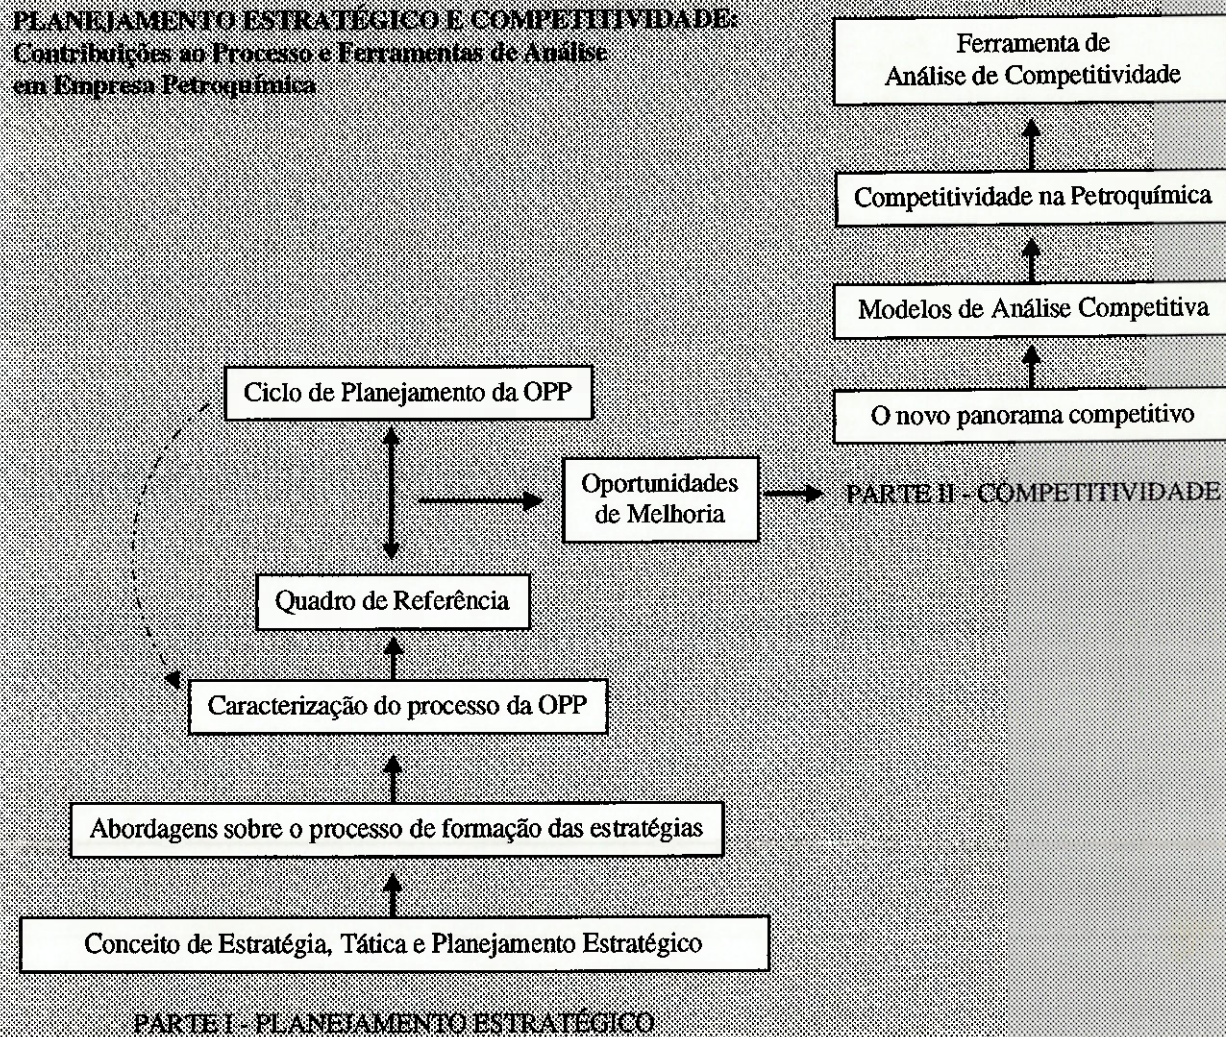 PLANEJAMENTO ESTRATÉGICO E COMPETITIVIDADE:
Contribuições ao Processo e Ferramentas de Análise
em Empresa Petroquímica
Ferramenta de
Análise de Competitividade
Competitividade na Petroquímica
Modelos de Análise Competitiva
O novo panorama competitivo
Ciclo de Planejamento da OPP
Oportunidades
de Melhoria
PARTE II - COMPETITIVIDADE
Quadro de Referência
Caracterização do processo da OPP
Abordagens sobre o processo de formação das estratégias
Conceito de Estratégia, Tática e Planejamento Estratégico
PARTE I - PLANEJAMENTO ESTRATÉGICO